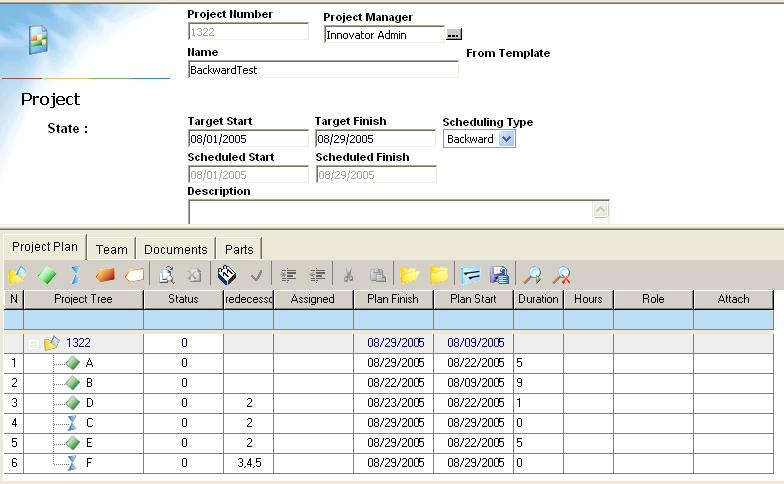 Project Number Project Manager
1322 Innovator Admin ...
Name From Template
BackwardTest
Project
State :
Target Start Target Finish Scheduling Type
08/01/2005 08/29/2005 Backward
Scheduled Start Scheduled Finish
08/01/2005 08/29/2005
Description
Project Plan Team Documents Parts
N Project Tree Status redecesso Assigned Plan Finish Plan Start Duration Hours Role Attach
1322 0 08/29/2005 08/09/2005
1 A 0 08/29/2005 08/22/2005 5
2 B 0 08/22/2005 08/09/2005 9
3 D 0 2 08/23/2005 08/22/2005 1
4 C 0 2 08/29/2005 08/29/2005 0
5 E 0 2 08/29/2005 08/22/2005 5
6 F 0 3,4,5 08/29/2005 08/29/2005 0